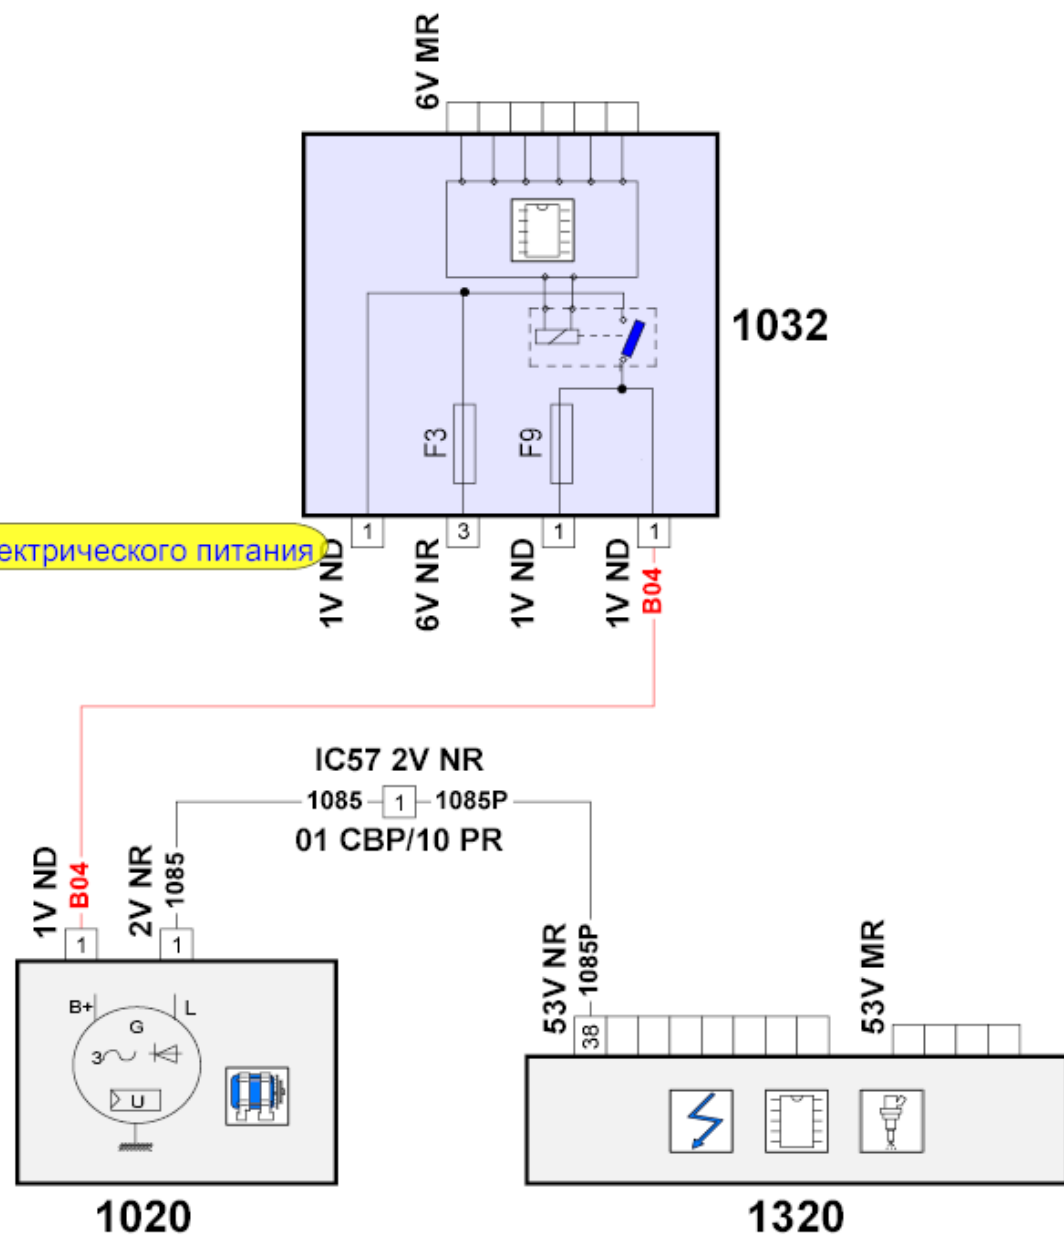 6V MR
1032
F3
F9
1
3
1
1
ектрического питания
1V ND
6V NR
1V ND
1V ND
B04
IC57 2V NR
1085
1
1085P
01 CBP/10 PR
1V ND
B04
2V NR
1085
1
1
53V NR
1085P
38
53V MR
B+
L
G
3
U
1020
1320